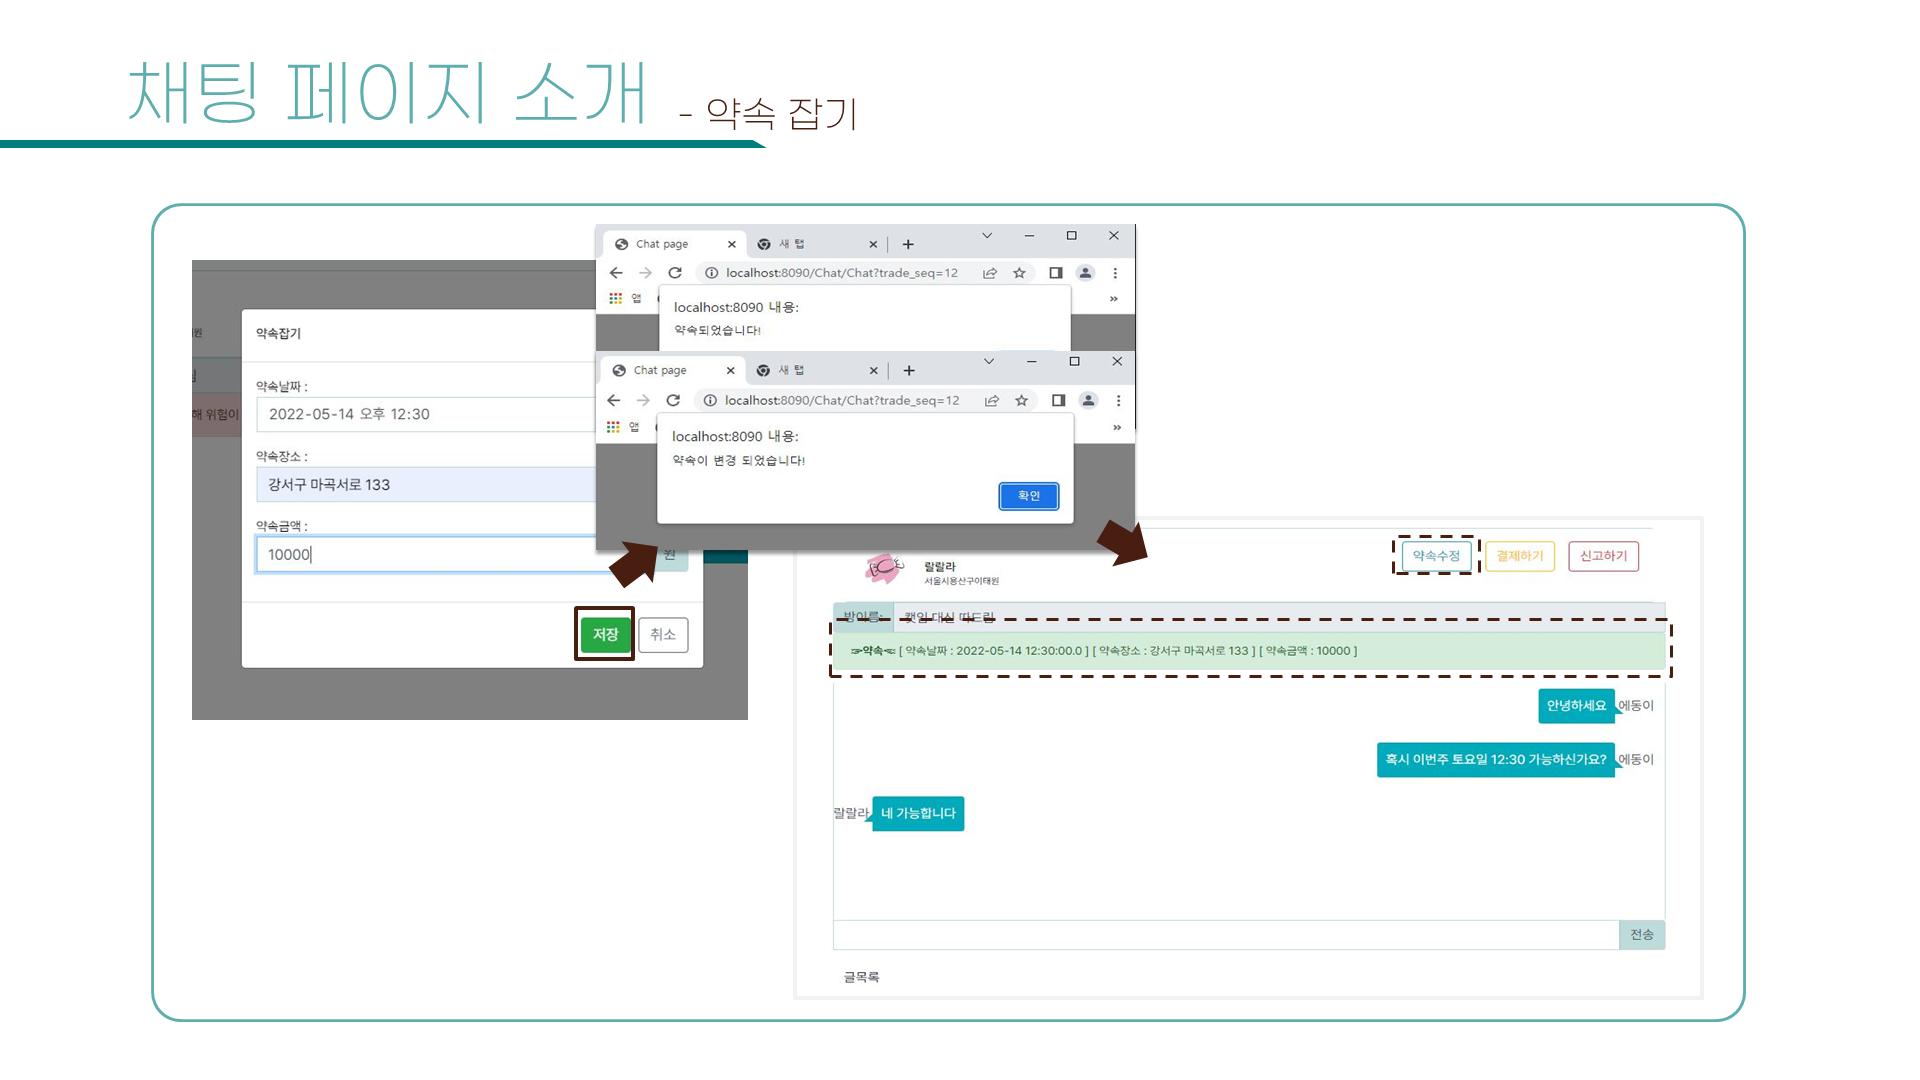 채팅 페이지 소개
- 약속 잡기
약속잡기
약속날짜 :
2022-05-14 오후 12:30
약속장소 :
강서구 마곡서로 133
약속금액 :
10000
원
저장
취소
해 위험이
Chat page
새 탭
localhost:8090/Chat/Chat?trade_seq=12
앱
localhost:8090 내용:
약속되었습니다!
Chat page
새 탭
localhost:8090/Chat/Chat?trade_seq=12
앱
localhost:8090 내용:
약속이 변경 되었습니다!
확인
랄랄라
서울시용산구이태원
약속수정
결제하기
신고하기
방이름:
캣잎 대신 따드림
☞약속☜ [ 약속날짜 : 2022-05-14 12:30:00.0 ] [ 약속장소 : 강서구 마곡서로 133 ] [ 약속금액 : 10000 ]
안녕하세요 에동이
혹시 이번주 토요일 12:30 가능하신가요? 에동이
랄랄라 네 가능합니다
전송
글목록